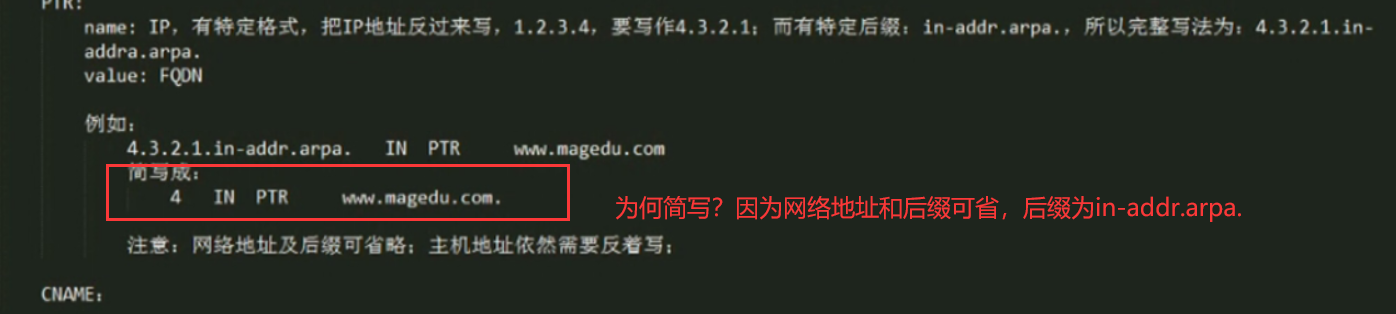 PTR:
name: IP，有特定格式，把IP地址反过来写，1.2.3.4，要写作4.3.2.1；而有特定后缀：in-addr.arpa.，所以完整写法为：4.3.2.1.in-
addra.arpa.
value: FQDN
例如：
4.3.2.1.in-addr.arpa. IN PTR www.magedu.com
简写成：
4 IN PTR www.magedu.com.
为何简写？因为网络地址和后缀可省，后缀为in-addr.arpa.
注意：网络地址及后缀可省略；主机地址依然需要反着写；
CNAME：